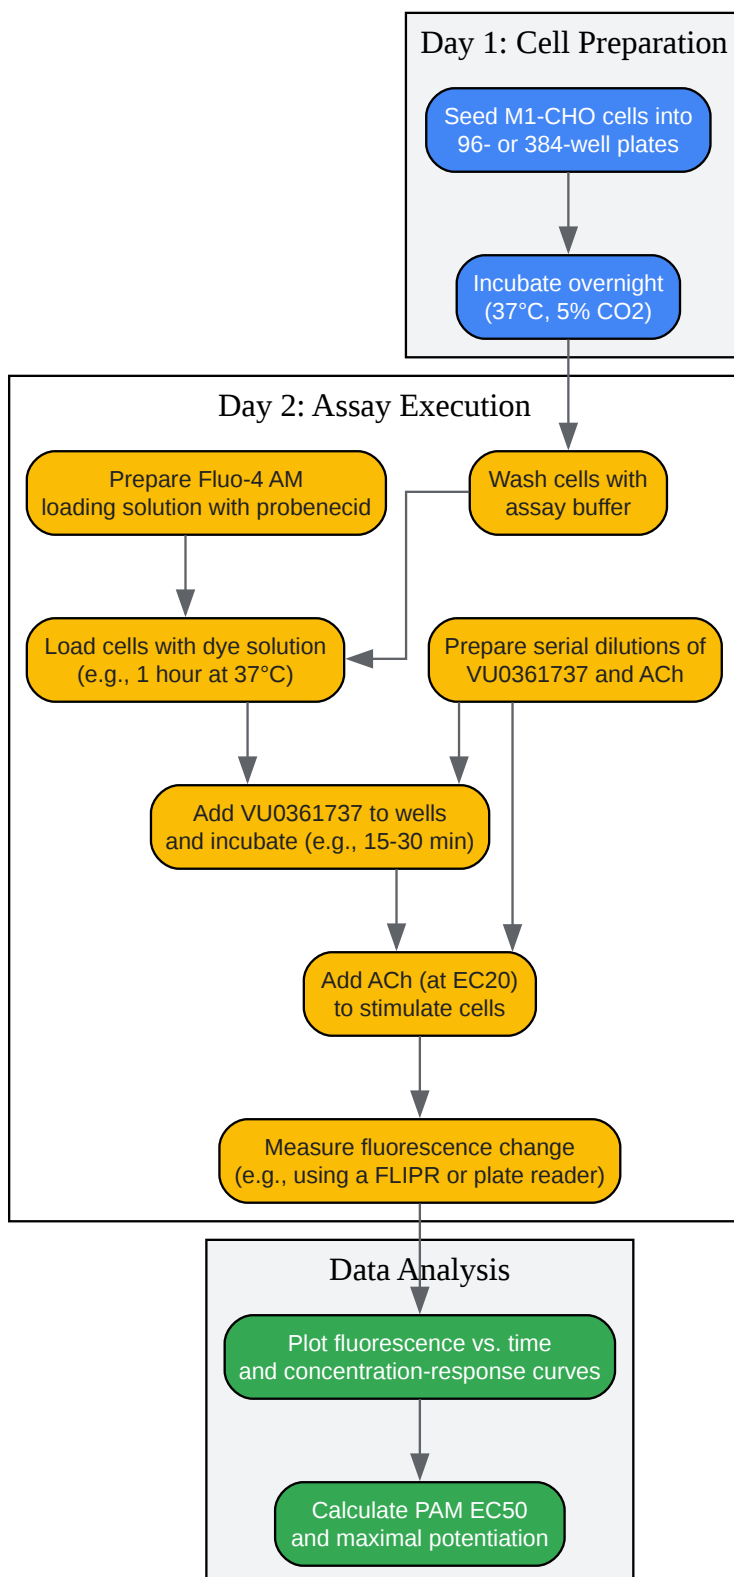 Day 1: Cell Preparation
Seed M1-CHO cells into
96- or 384-well plates
Incubate overnight
(37°C, 5% CO2)
Day 2: Assay Execution
Prepare Fluo-4 AM
loading solution with probenecid
Wash cells with
assay buffer
Load cells with dye solution
(e.g., 1 hour at 37°C)
Prepare serial dilutions of
VU0361737 and ACh
Add VU0361737 to wells
and incubate (e.g., 15-30 min)
Add ACh (at EC20)
to stimulate cells
Measure fluorescence change
(e.g., using a FLIPR or plate reader)
Data Analysis
Plot fluorescence vs. time
and concentration-response curves
Calculate PAM EC50
and maximal potentiation